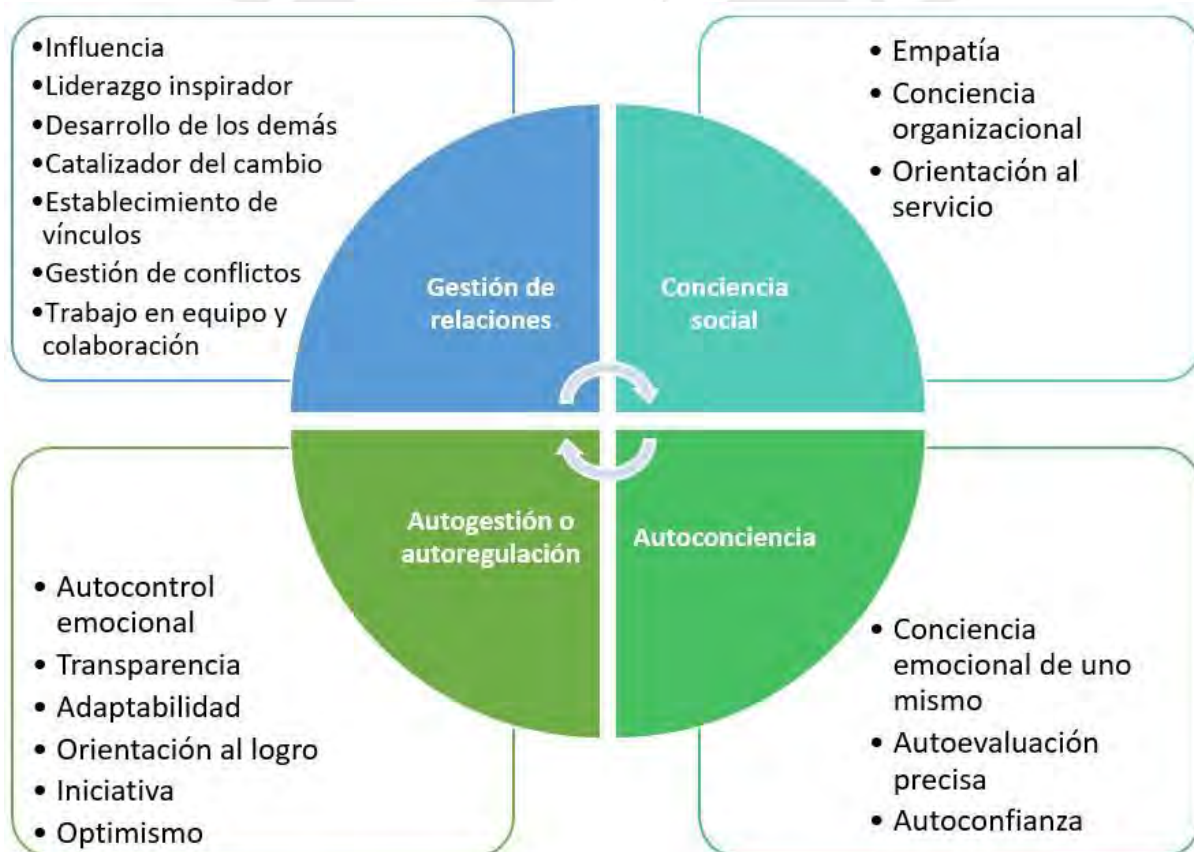 •Influencia
•Liderazgo inspirador
•Desarrollo de los demás
•Catalizador del cambio
•Establecimiento de
vínculos
•Gestión de conflictos
•Trabajo en equipo y
colaboración
• Empatía
• Conciencia
organizacional
• Orientación al
servicio
Gestión de
relaciones
Conciencia
social
Autogestión o
autoregulación
Autoconciencia
• Autocontrol
emocional
• Transparencia
• Adaptabilidad
• Orientación al logro
• Iniciativa
• Optimismo
• Conciencia
emocional de uno
mismo
• Autoevaluación
precisa
• Autoconfianza